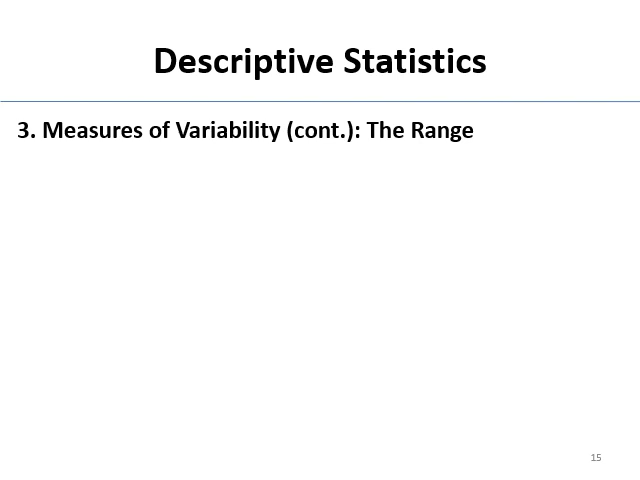 Descriptive Statistics
3. Measures of Variability (cont.): The Range
15